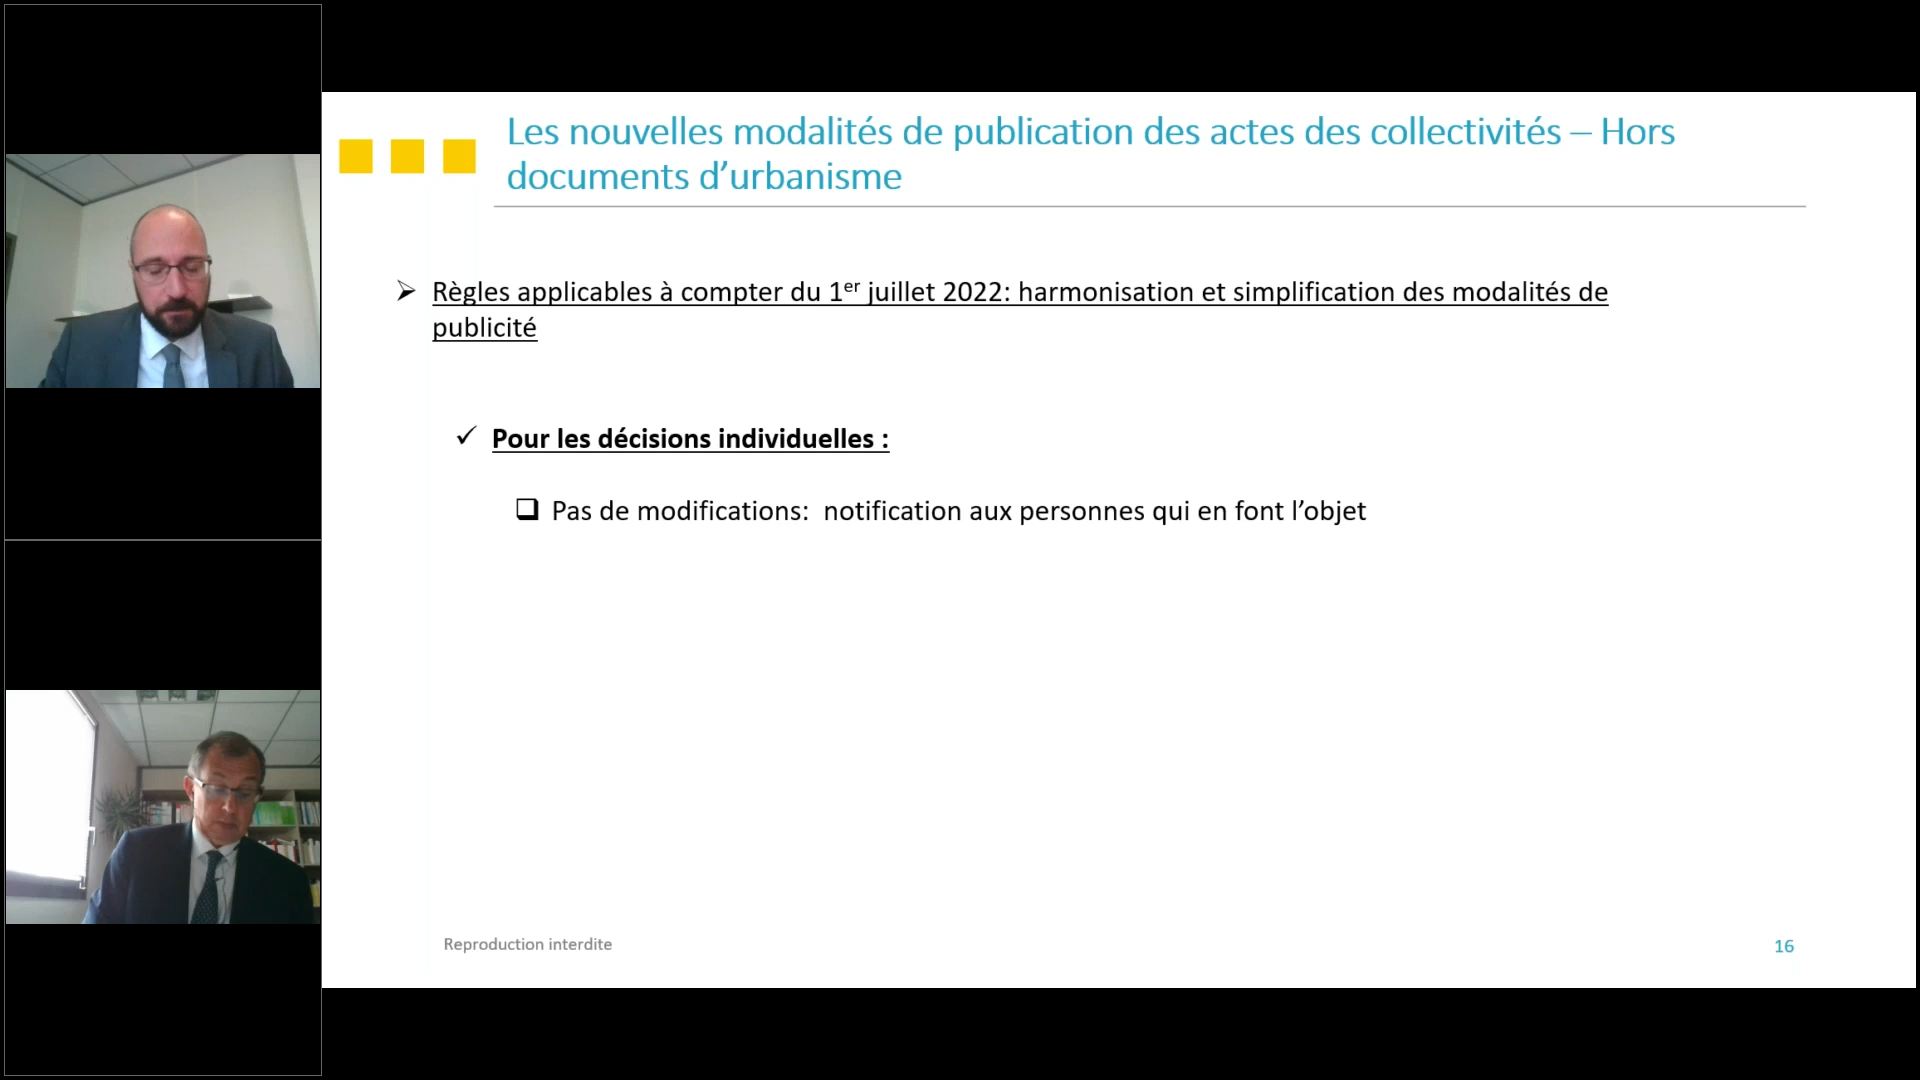 Les nouvelles modalités de publication des actes des collectivités – Hors
documents d’urbanisme
Règles applicables à compter du 1er juillet 2022: harmonisation et simplification des modalités de
publicité
Pour les décisions individuelles :
Pas de modifications:  notification aux personnes qui en font l’objet
Reproduction interdite
16